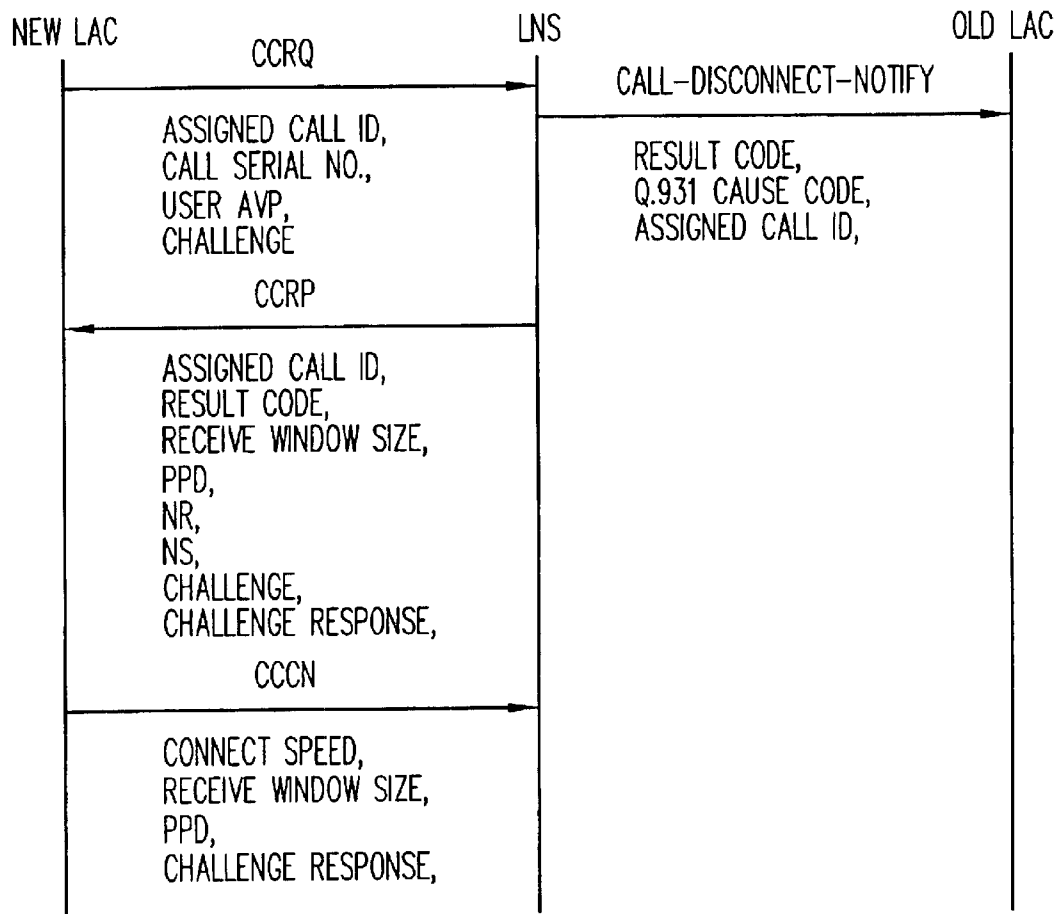 NEW LAC
LNS
OLD LAC
CCRQ
CALL-DISCONNECT-NOTIFY
ASSIGNED CALL ID,
CALL SERIAL NO.,
USER AVP,
CHALLENGE
RESULT CODE,
Q.931 CAUSE CODE,
ASSIGNED CALL ID,
CCRP
ASSIGNED CALL ID,
RESULT CODE,
RECEIVE WINDOW SIZE,
PPD,
NR,
NS,
CHALLENGE,
CHALLENGE RESPONSE,
CCCN
CONNECT SPEED,
RECEIVE WINDOW SIZE,
PPD,
CHALLENGE RESPONSE,